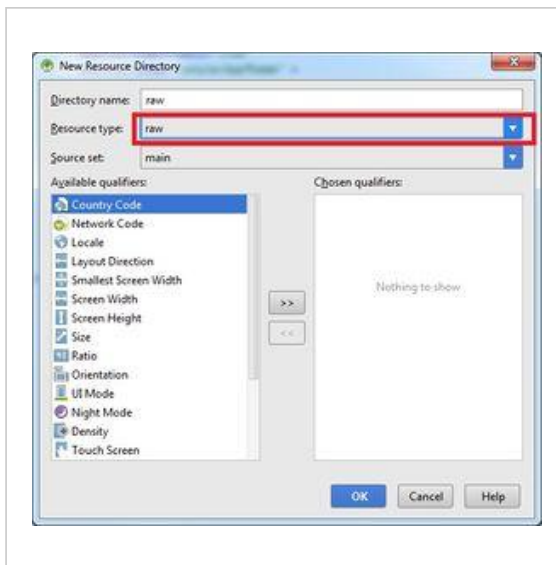 New Resource Directory
Directory name: raw
Resource type: raw
Source set: main
Available qualifiers:
Chosen qualifiers:
Country Code
Network Code
Locale
Layout Direction
Smallest Screen Width
Screen Width
Screen Height
Size
Ratio
Orientation
UI Mode
Night Mode
Density
Touch Screen
>>
<<
Nothing to show
OK Cancel Help